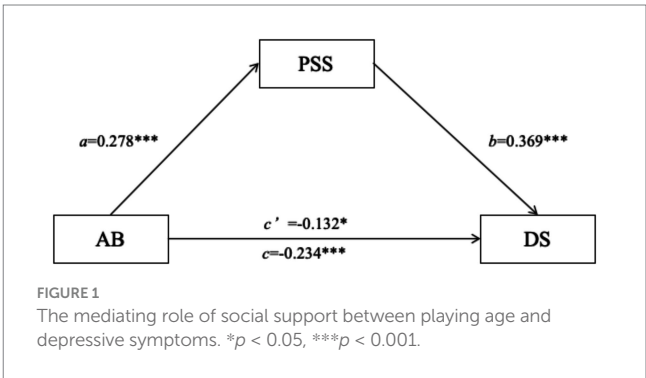 PSS
a=0.278***
b=0.369***
AB
c’ =-0.132*
c=-0.234***
DS
FIGURE 1
The mediating role of social support between playing age and
depressive symptoms. *p < 0.05, ***p < 0.001.